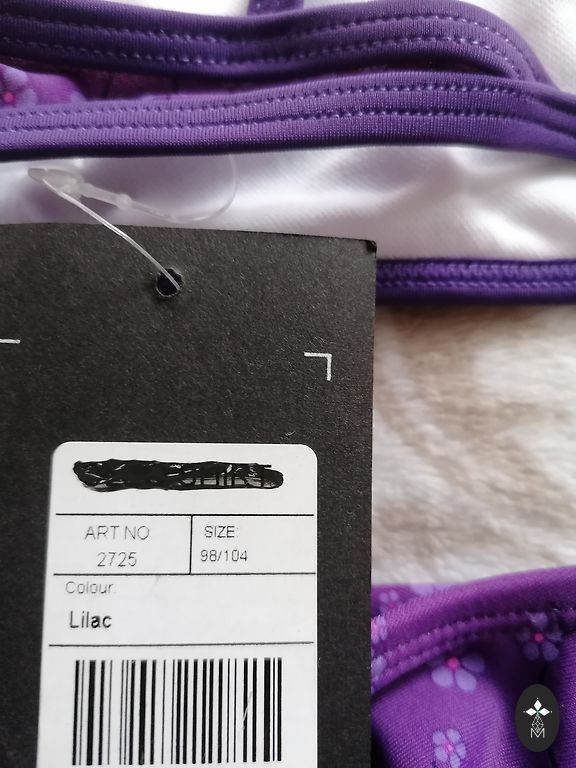 ART NO
2725
SIZE:
98/104
Colour:
Lilac
M